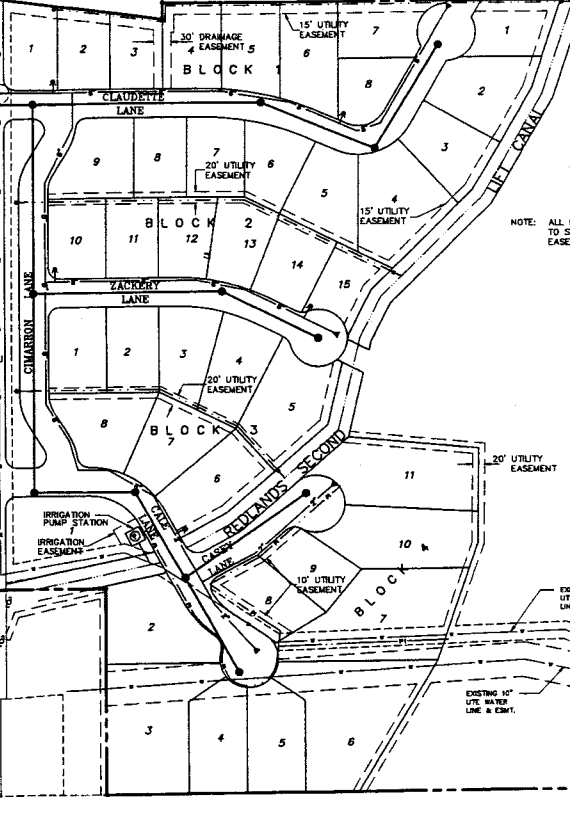 15' UTILITY
EASEMENT
7
1
30' DRAINAGE
EASEMENT
1
2
3
4
5
6
8
2
BLOCK 1
CLAUDETTE
LANE
LIFT CANAL
3
9
8
7
6
5
4
20' UTILITY
EASEMENT
15' UTILITY
EASEMENT
NOTE: ALL
TO S
EASE
BLOCK 2
10
11
12
13
14
15
ZACKERY
LANE
CIMARRON LANE
1
2
3
4
5
20' UTILITY
EASEMENT
8
BLOCK 3
7
6
REDLANDS SECOND
20' UTILITY
EASEMENT
11
IRRIGATION
PUMP STATION
1
IRRIGATION
EASEMENT
CALE
LANE
CASEY
LANE
10
9
10' UTILITY
EASEMENT
8
BLOCK 4
7
2
EXISTING 10"
UTE WATER
LINE & ESMT.
3
4
5
6